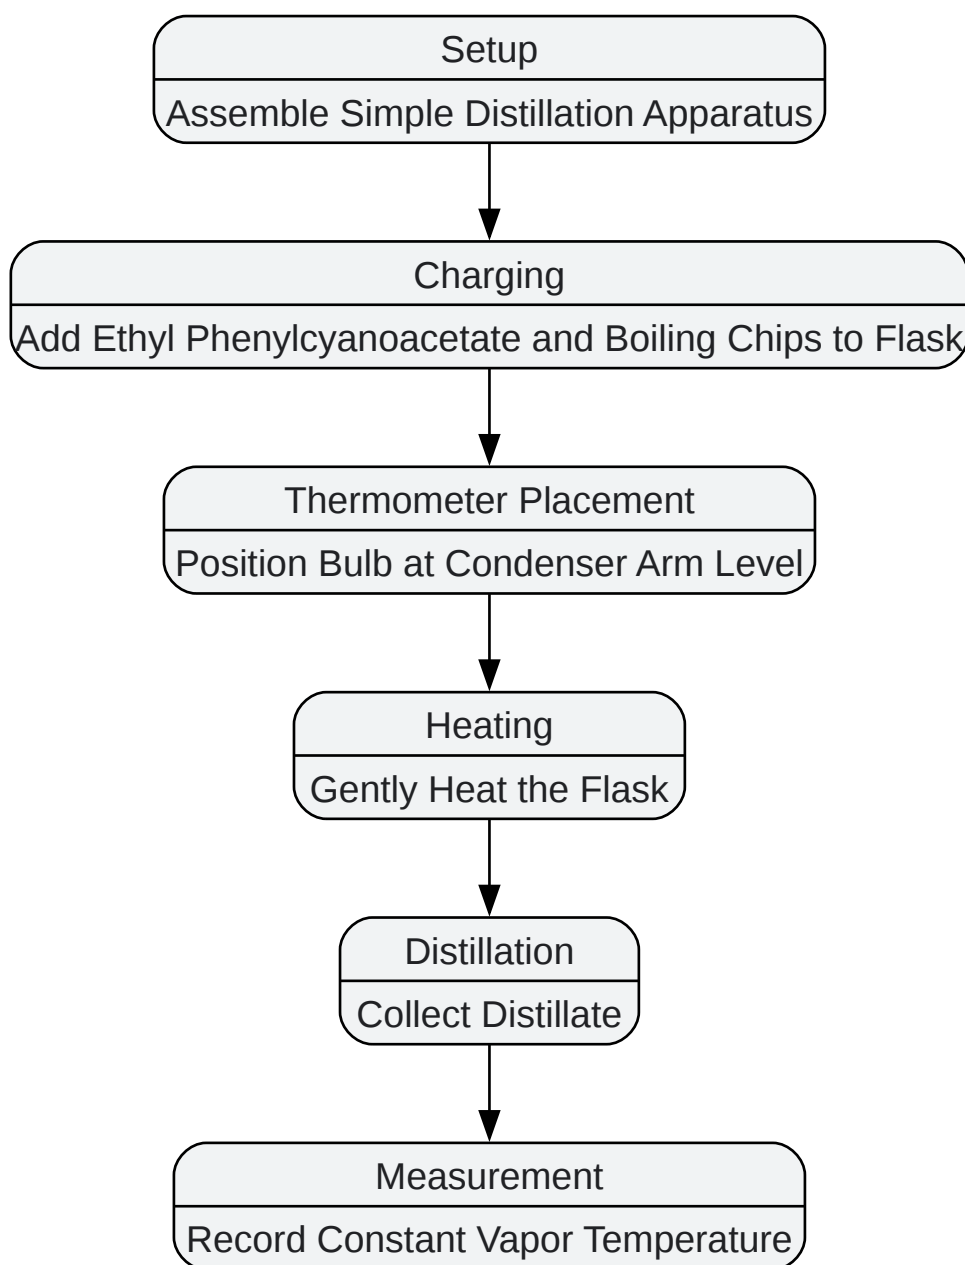 Setup
Assemble Simple Distillation Apparatus
Charging
Add Ethyl Phenylcyanoacetate and Boiling Chips to Flask
Thermometer Placement
Position Bulb at Condenser Arm Level
Heating
Gently Heat the Flask
Distillation
Collect Distillate
Measurement
Record Constant Vapor Temperature